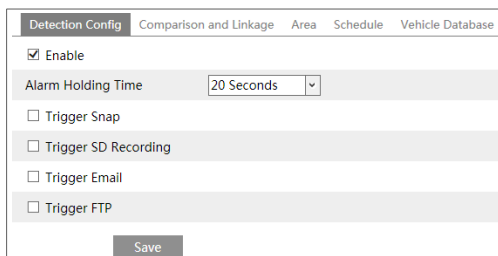 Detection Config Comparison and Linkage Area Schedule Vehicle Database
Enable
Alarm Holding Time 20 Seconds
Trigger Snap
Trigger SD Recording
Trigger Email
Trigger FTP
Save